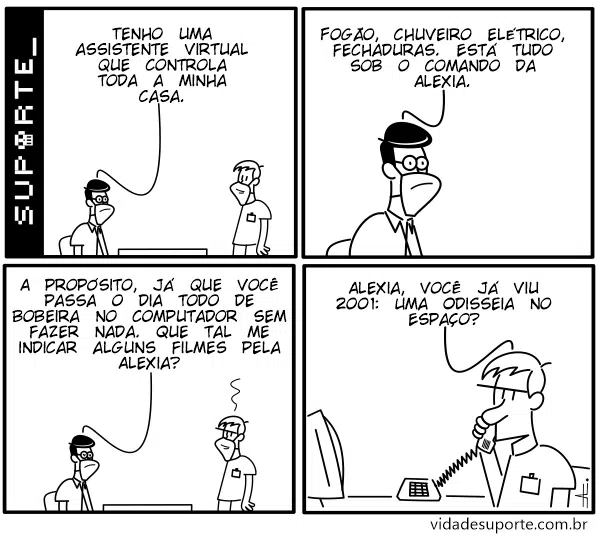 SUPORTE_
TENHO UMA
ASSISTENTE VIRTUAL
QUE CONTROLA
TODA A MINHA
CASA.
FOGÃO, CHUVEIRO ELÉTRICO,
FECHADURAS. ESTÁ TUDO
SOB O COMANDO DA
ALEXIA.
A PROPÓSITO, JÁ QUE VOCÊ
PASSA O DIA TODO DE
BOBEIRA NO COMPUTADOR SEM
FAZER NADA. QUE TAL ME
INDICAR ALGUNS FILMES PELA
ALEXIA?
ALEXIA, VOCÊ JÁ VIU
2001: UMA ODISSEIA NO
ESPAÇO?
vidadesuporte.com.br